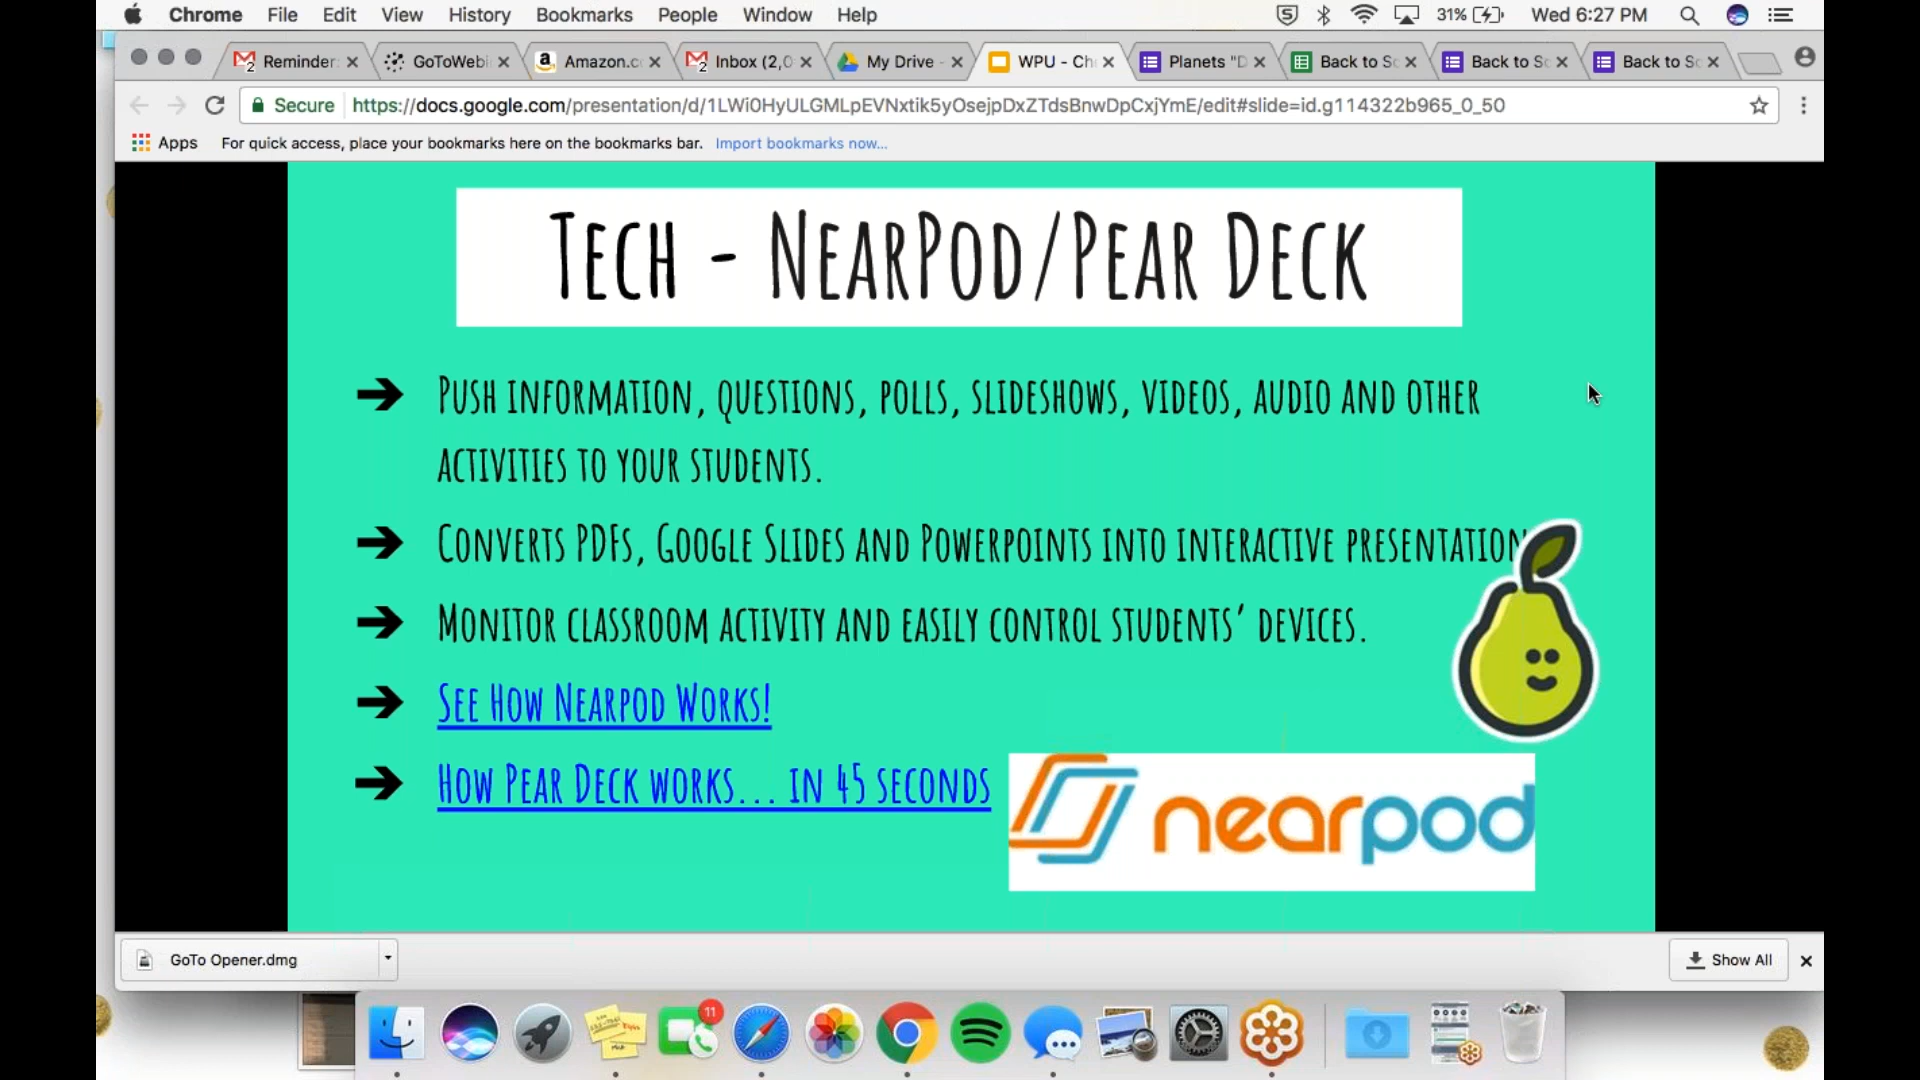 Chrome File Edit View History Bookmarks People Window Help 31% Wed 6:27 PM
Reminder GoToWebi Amazon.c Inbox (2,0 My Drive - WPU - Ch Planets "D Back to Sc Back to Sc Back to Sc
Secure https://docs.google.com/presentation/d/1LWi0HyULGMLpEVNxtik5yOsejpDxZTdsBnwDpCxjYmE/edit#slide=id.g114322b965_0_50
Apps For quick access, place your bookmarks here on the bookmarks bar. Import bookmarks now...
Tech - NearPod/Pear Deck
Push information, questions, polls, slideshows, videos, audio and other
activities to your students.
Converts PDFs, Google Slides and Powerpoints into interactive presentation
Monitor classroom activity and easily control students' devices.
See How Nearpod Works!
How Pear Deck works... in 45 seconds
nearpod
GoTo Opener.dmg Show All
11